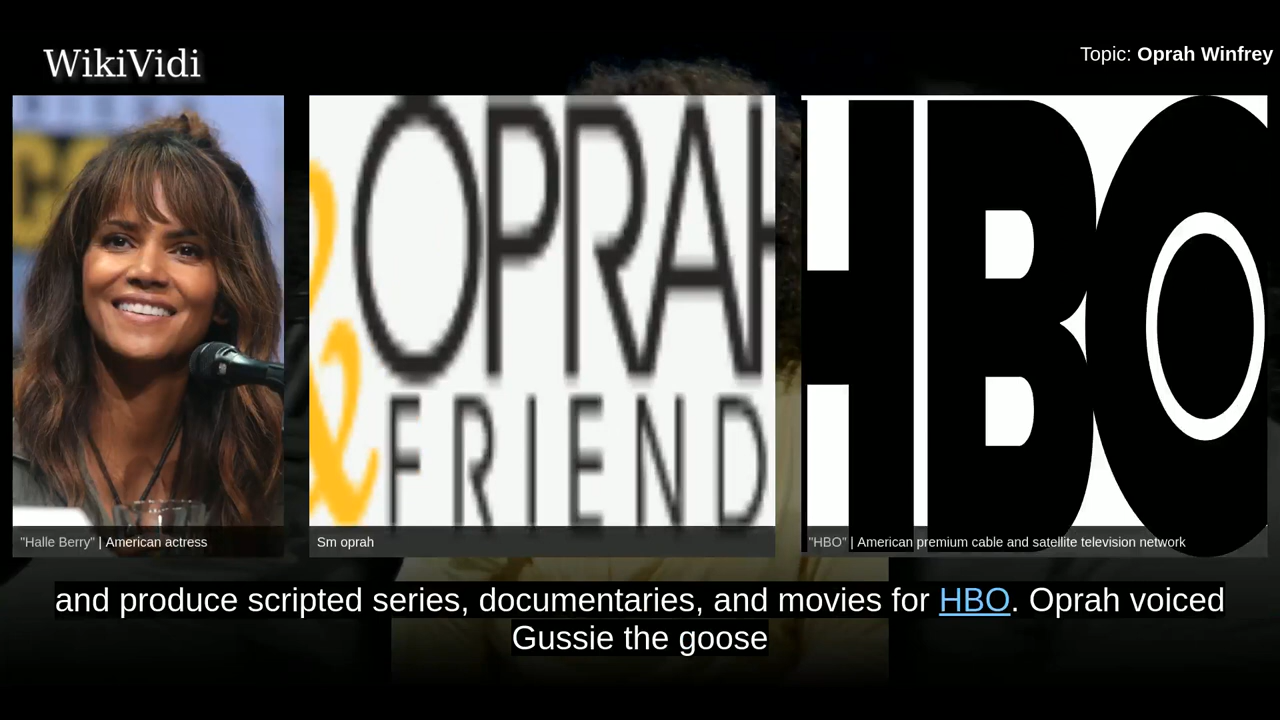 WikiVidi
Topic: Oprah Winfrey
& OPRAH
FRIEND
HBO
"Halle Berry" | American actress
Sm oprah
"HBO" | American premium cable and satellite television network
and produce scripted series, documentaries, and movies for HBO. Oprah voiced
Gussie the goose